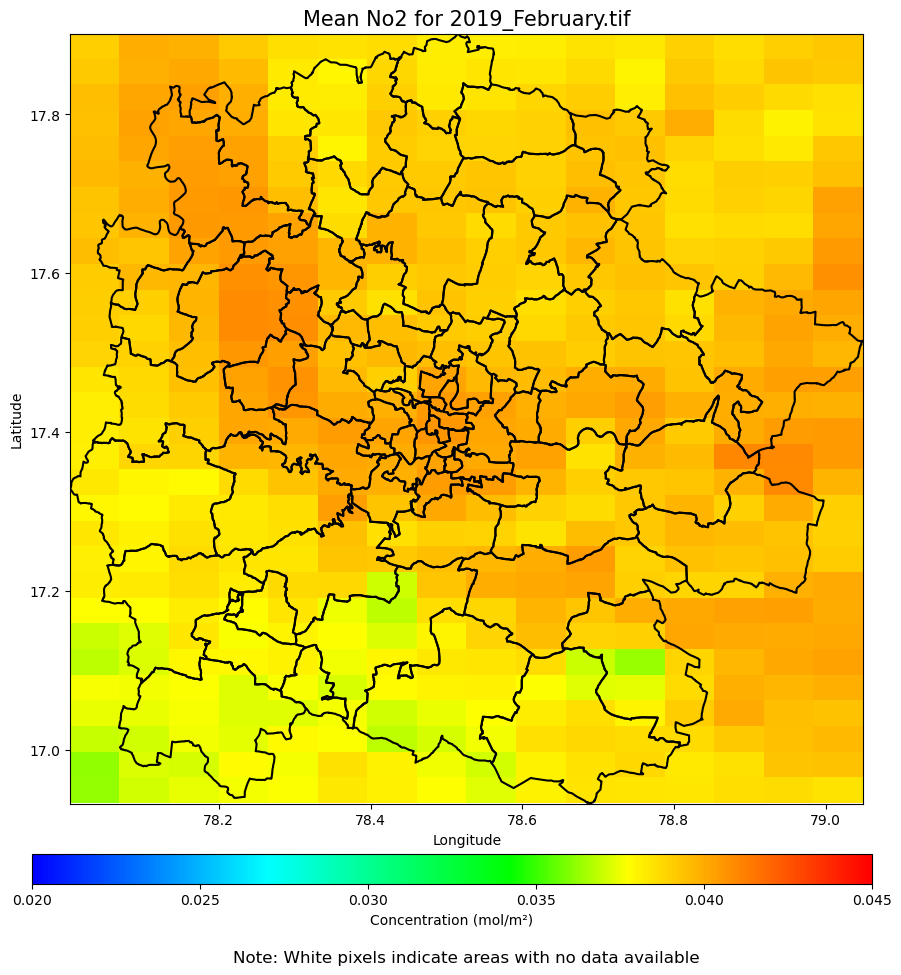 Mean No2 for 2019_February.tif
17.8
17.6
17.4
17.2
17.0
Latitude
78.2 78.4 78.6 78.8 79.0
Longitude
0.020 0.025 0.030 0.035 0.040 0.045
Concentration (mol/m²)
Note: White pixels indicate areas with no data available